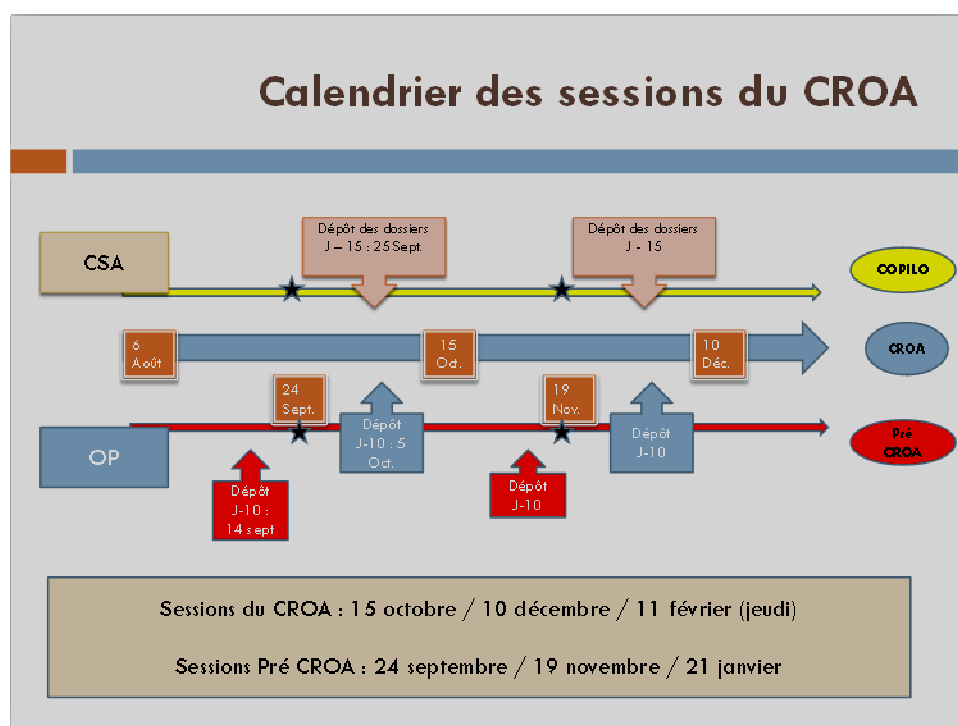 Calendrier des sessions du CROA
Dépôt des dossiers
J – 15 : 25 Sept.
Dépôt des dossiers
J - 15
CSA
COPILO
6
Août
15
Oct.
10
Déc.
CROA
24
Sept.
19
Nov.
OP
Dépôt
J-10 : 5
Oct.
Dépôt
J-10
Pré
CROA
Dépôt
J-10 :
14 sept
Dépôt
J-10
Sessions du CROA : 15 octobre / 10 décembre / 11 février (jeudi)
Sessions Pré CROA : 24 septembre / 19 novembre / 21 janvier